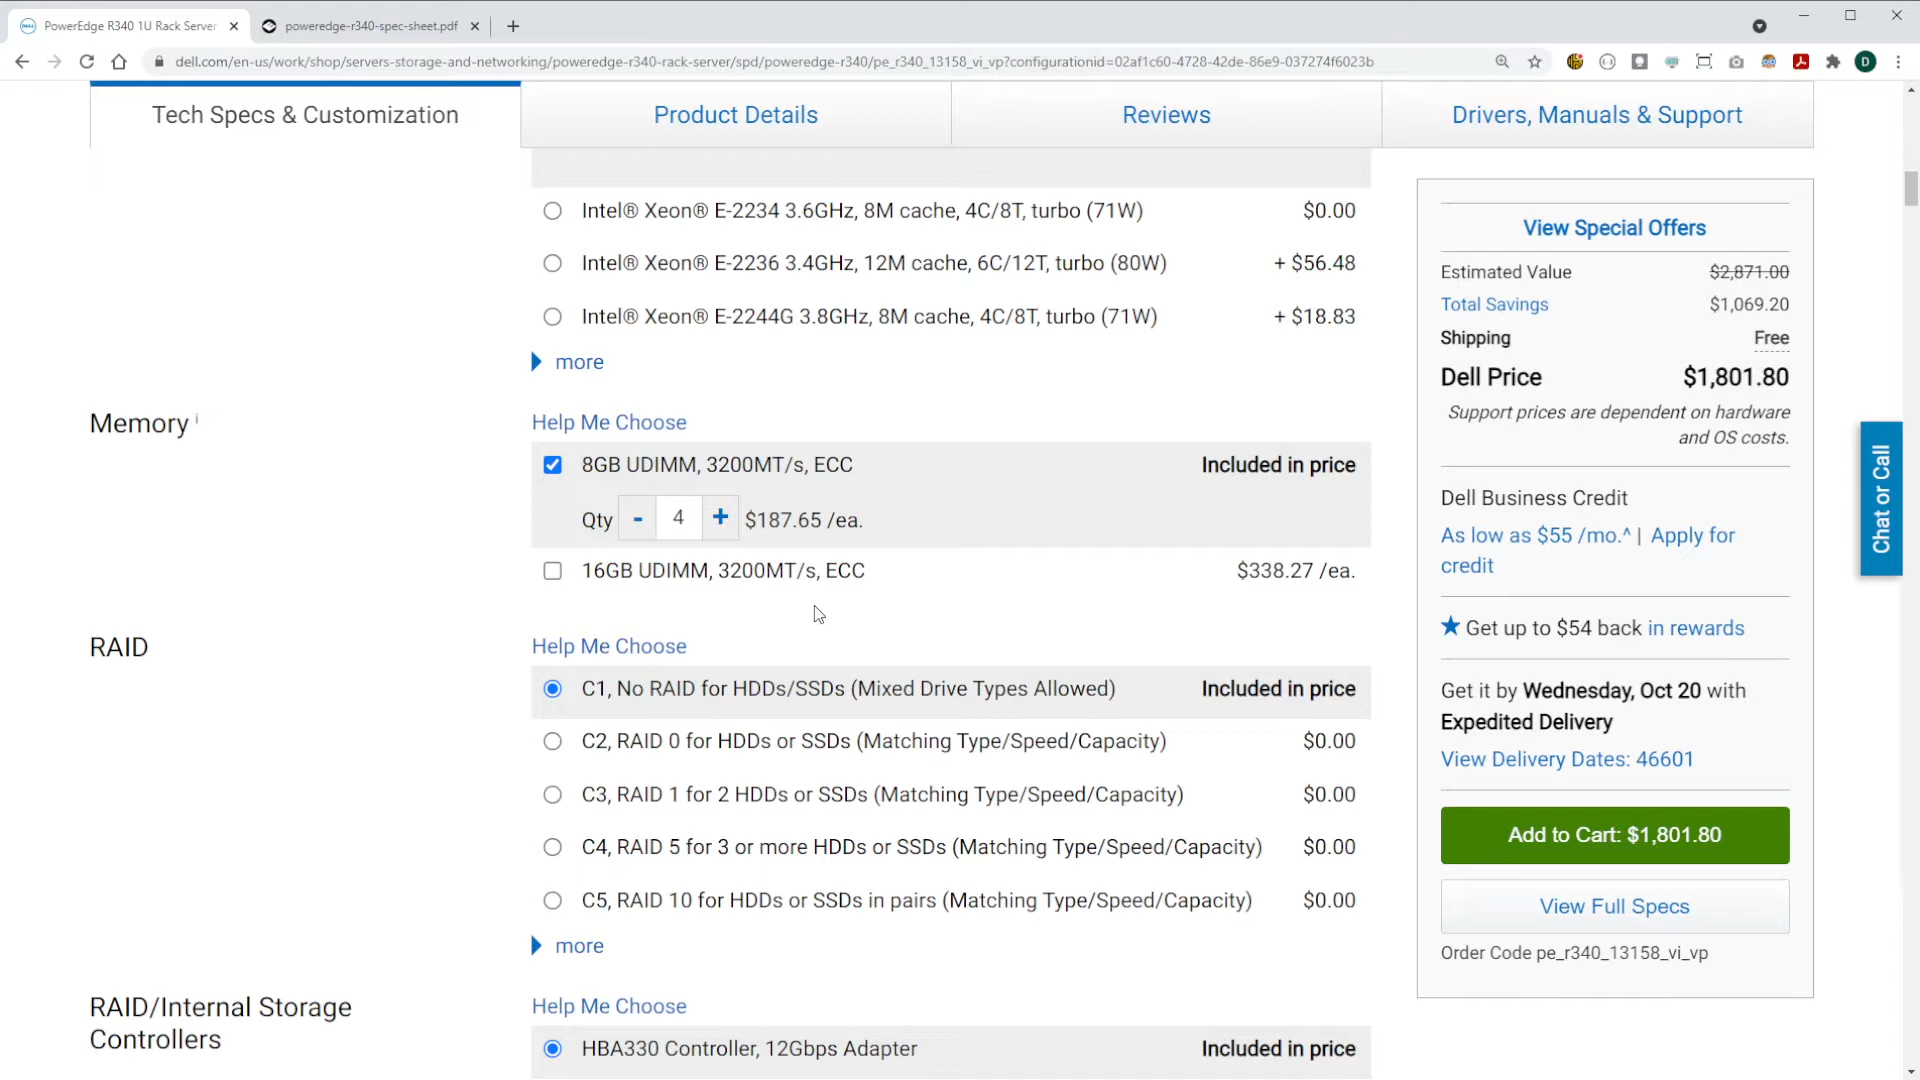 PowerEdge R340 1U Rack Server
poweredge-r340-spec-sheet.pdf
dell.com/en-us/work/shop/servers-storage-and-networking/poweredge-r340-rack-server/spd/poweredge-r340/pe_r340_13158_vi_vp?configurationid=02af1c60-4728-42de-86e9-037274f6023b
D
Tech Specs & Customization
Product Details
Reviews
Drivers, Manuals & Support
Intel® Xeon® E-2234 3.6GHz, 8M cache, 4C/8T, turbo (71W) $0.00
Intel® Xeon® E-2236 3.4GHz, 12M cache, 6C/12T, turbo (80W) + $56.48
Intel® Xeon® E-2244G 3.8GHz, 8M cache, 4C/8T, turbo (71W) + $18.83
more
Memory i
Help Me Choose
8GB UDIMM, 3200MT/s, ECC Included in price
Qty - 4 + $187.65 /ea.
16GB UDIMM, 3200MT/s, ECC $338.27 /ea.
RAID
Help Me Choose
C1, No RAID for HDDs/SSDs (Mixed Drive Types Allowed) Included in price
C2, RAID 0 for HDDs or SSDs (Matching Type/Speed/Capacity) $0.00
C3, RAID 1 for 2 HDDs or SSDs (Matching Type/Speed/Capacity) $0.00
C4, RAID 5 for 3 or more HDDs or SSDs (Matching Type/Speed/Capacity) $0.00
C5, RAID 10 for HDDs or SSDs in pairs (Matching Type/Speed/Capacity) $0.00
more
RAID/Internal Storage
Controllers
Help Me Choose
HBA330 Controller, 12Gbps Adapter Included in price
View Special Offers
Estimated Value $2,871.00
Total Savings $1,069.20
Shipping Free
Dell Price $1,801.80
Support prices are dependent on hardware
and OS costs.
Dell Business Credit
As low as $55 /mo.^ | Apply for
credit
Get up to $54 back in rewards
Get it by Wednesday, Oct 20 with
Expedited Delivery
View Delivery Dates: 46601
Add to Cart: $1,801.80
View Full Specs
Order Code pe_r340_13158_vi_vp
Chat or Call